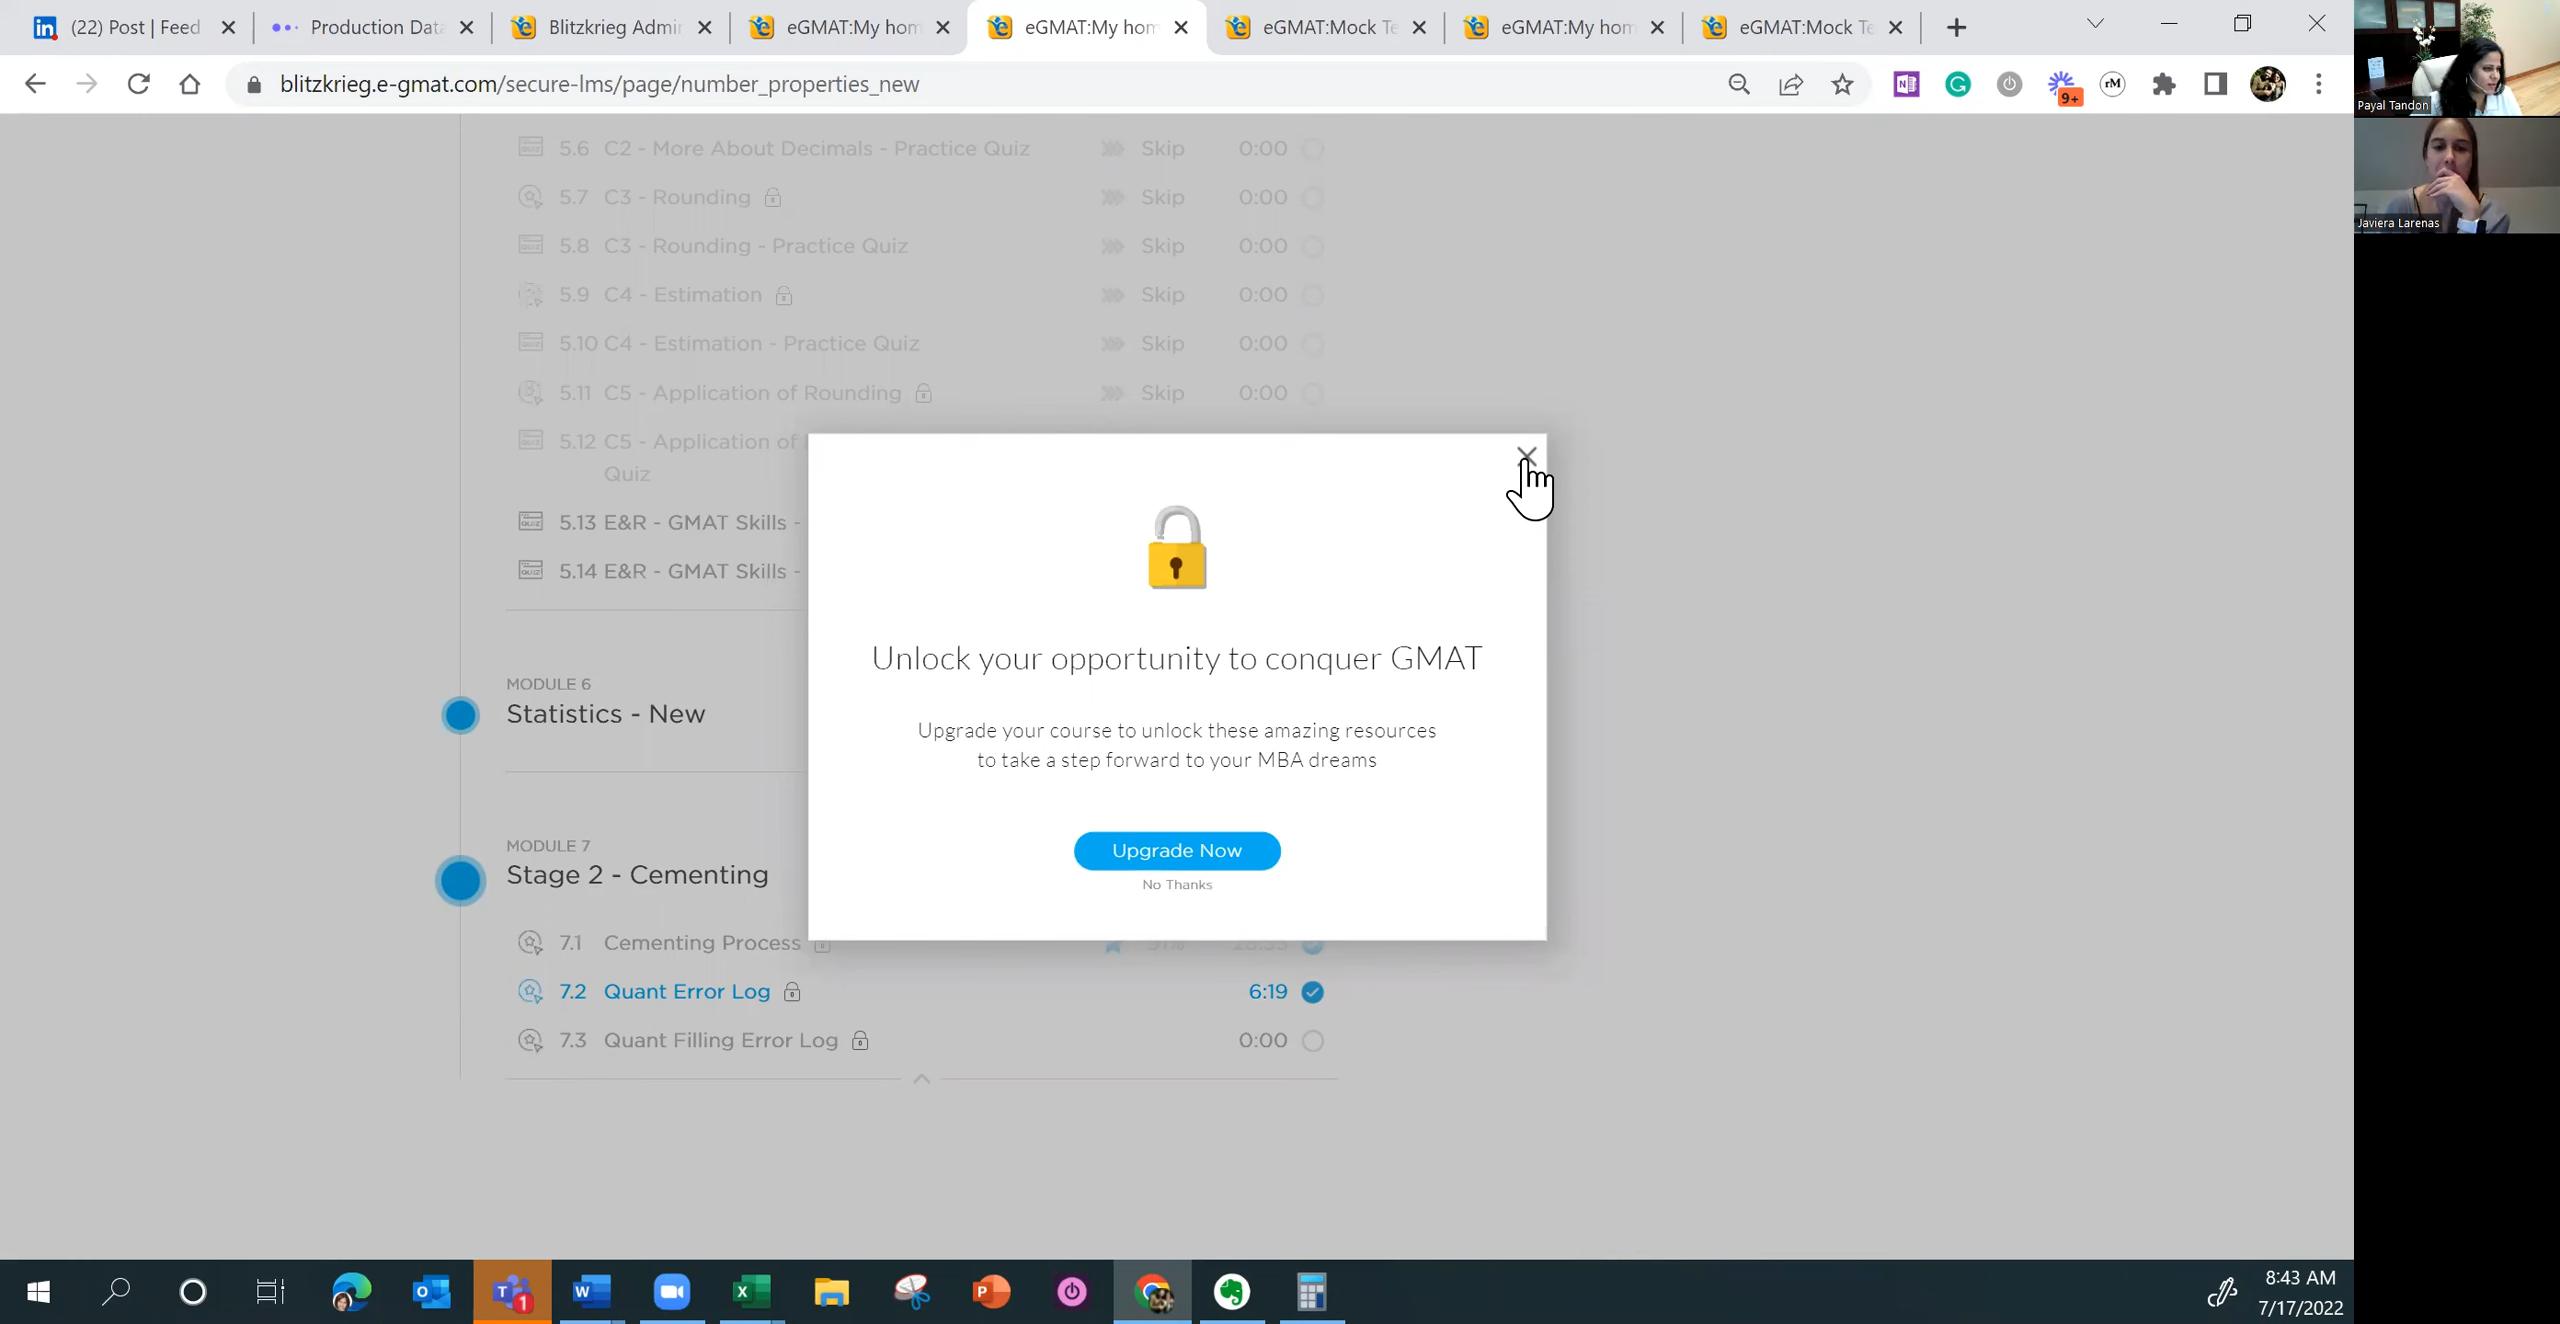 (22) Post | Feed
Production Data
Blitzkrieg Admin
eGMAT:My hom
eGMAT:My hom
eGMAT:Mock Te
eGMAT:My hom
eGMAT:Mock Te
blitzkrieg.e-gmat.com/secure-lms/page/number_properties_new
9+
rM
Payal Tandon
Javiera Larenas
5.6 C2 - More About Decimals - Practice Quiz Skip 0:00
5.7 C3 - Rounding Skip 0:00
5.8 C3 - Rounding - Practice Quiz Skip 0:00
5.9 C4 - Estimation Skip 0:00
5.10 C4 - Estimation - Practice Quiz Skip 0:00
5.11 C5 - Application of Rounding Skip 0:00
5.12 C5 - Application of
Quiz
5.13 E&R - GMAT Skills -
5.14 E&R - GMAT Skills -
Unlock your opportunity to conquer GMAT
Upgrade your course to unlock these amazing resources
to take a step forward to your MBA dreams
Upgrade Now
No Thanks
MODULE 6
Statistics - New
MODULE 7
Stage 2 - Cementing
7.1 Cementing Process
7.2 Quant Error Log 6:19
7.3 Quant Filling Error Log 0:00
8:43 AM
7/17/2022